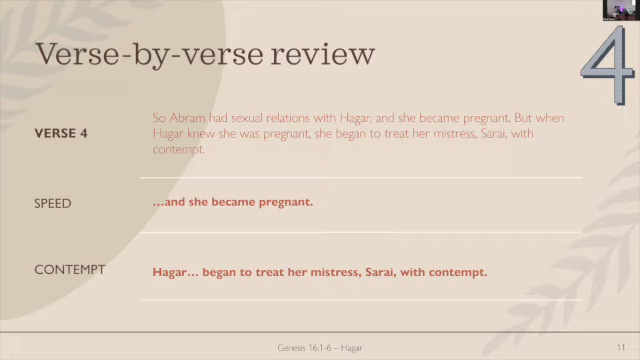 Verse-by-verse review
4
VERSE 4
So Abram had sexual relations with Hagar, and she became pregnant. But when
Hagar knew she was pregnant, she began to treat her mistress, Sarai, with
contempt.
SPEED
…and she became pregnant.
CONTEMPT
Hagar… began to treat her mistress, Sarai, with contempt.
Genesis 16:1-6 – Hagar
11